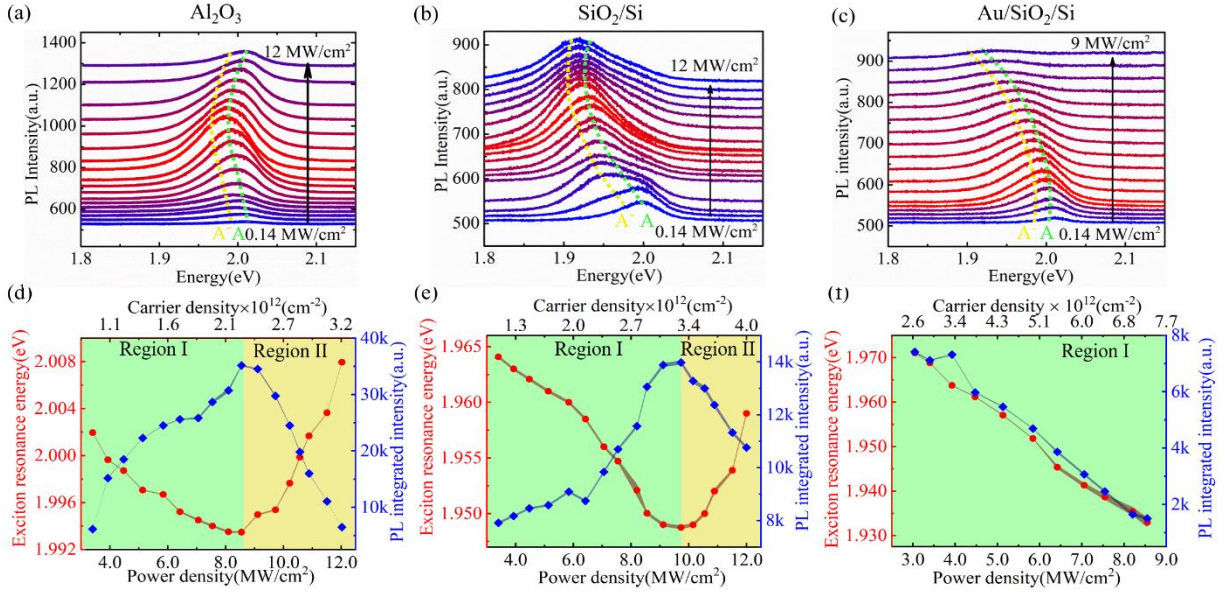 (a)
Al₂O₃
PL Intensity(a.u.)
1400
1200
1000
800
600
12 MW/cm²
0.14 MW/cm²
A⁻
A
1.8
1.9
2.0
2.1
Energy(eV)
(b)
SiO₂/Si
PL Intensity(a.u.)
900
800
700
600
500
12 MW/cm²
0.14 MW/cm²
A⁻
A
1.8
1.9
2.0
2.1
Energy(eV)
(c)
Au/SiO₂/Si
PL intensity(a.u.)
900
850
800
750
700
650
600
550
500
9 MW/cm²
0.14 MW/cm²
A⁻
A
1.8
1.9
2.0
2.1
Energy(eV)
(d)
Carrier density×10¹²(cm⁻²)
1.1
1.6
2.1
2.7
3.2
Region I
Region II
Exciton resonance energy(eV)
2.008
2.004
2.000
1.996
1.992
40k
30k
20k
10k
PL integrated intensity(a.u.)
4.0
6.0
8.0
10.0
12.0
Power density(MW/cm²)
(e)
Carrier density×10¹²(cm⁻²)
1.3
2.0
2.7
3.4
4.0
Region I
Region II
Exciton resonance energy(eV)
1.965
1.960
1.955
1.950
14k
12k
10k
8k
PL integrated intensity(a.u.)
4.0
6.0
8.0
10.0
12.0
Power density(MW/cm²)
(f)
Carrier density × 10¹²(cm⁻²)
2.6
3.4
4.3
5.1
6.0
6.8
7.7
Region I
Exciton resonance energy(eV)
1.970
1.960
1.950
1.940
1.930
8k
6k
4k
2k
0
PL integrated intensity(a.u.)
3.0
4.0
5.0
6.0
7.0
8.0
9.0
Power density(MW/cm²)